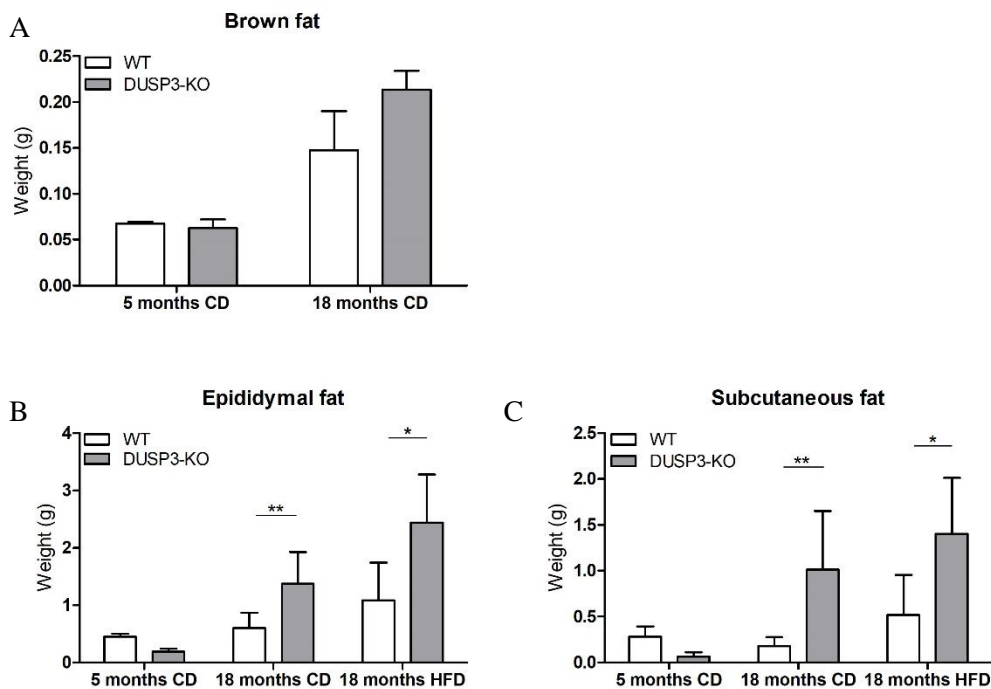 A
Brown fat
WT
DUSP3-KO
0.25
0.20
0.15
0.10
0.05
0.00
Weight (g)
5 months CD
18 months CD
B
Epididymal fat
WT
DUSP3-KO
4
3
2
1
0
Weight (g)
**
*
5 months CD
18 months CD
18 months HFD
C
Subcutaneous fat
WT
DUSP3-KO
2.5
2.0
1.5
1.0
0.5
0.0
Weight (g)
**
*
5 months CD
18 months CD
18 months HFD